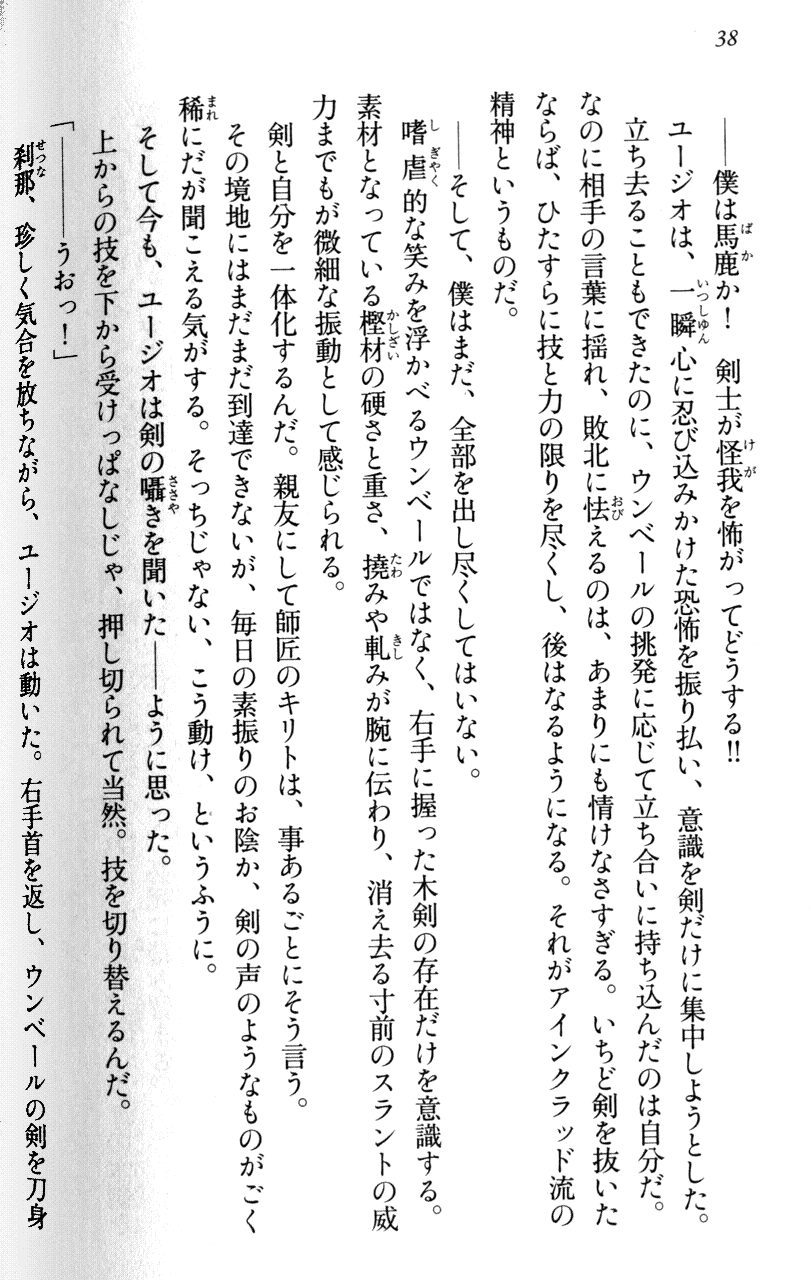 38
――僕は馬鹿か！　剣士が怪我を怖がってどうする!!
ユージオは、一瞬心に忍び込みかけた恐怖を振り払い、意識を剣だけに集中しようとした。
立ち去ることもできたのに、ウンベールの挑発に応じて立ち合いに持ち込んだのは自分だ。
なのに相手の言葉に揺れ、敗北に怯えるのは、あまりにも情けなさすぎる。いちど剣を抜いた
ならば、ひたすらに技と力の限りを尽くし、後はなるようになる。それがアインクラッド流の
精神というものだ。
――そして、僕はまだ、全部を出し尽くしてはいない。
嗜虐的な笑みを浮かべるウンベールではなく、右手に握った木剣の存在だけを意識する。
素材となっている樫材の硬さと重さ、撓みや軋みが腕に伝わり、消え去る寸前のスラントの威
力までもが微細な振動として感じられる。
剣と自分を一体化するんだ。親友にして師匠のキリトは、事あるごとにそう言う。
その境地にはまだまだ到達できないが、毎日の素振りのお陰か、剣の声のようなものがごく
稀にだが聞こえる気がする。そっちじゃない、こう動け、というふうに。
そして今も、ユージオは剣の囁きを聞いた――ように思った。
上からの技を下から受けっぱなしじゃ、押し切られて当然。技を切り替えるんだ。
「――――うおっ！」
刹那、珍しく気合を放ちながら、ユージオは動いた。右手首を返し、ウンベールの剣を刀身